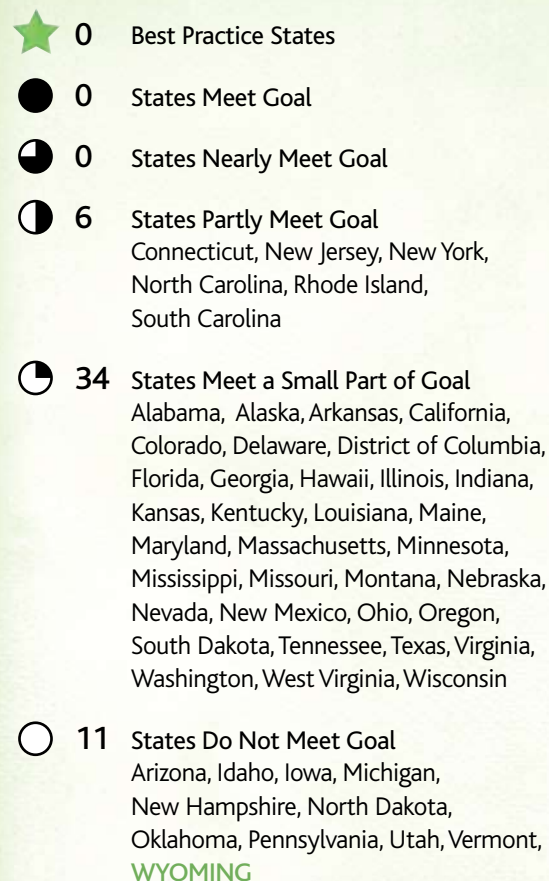 0 Best Practice States
0 States Meet Goal
0 States Nearly Meet Goal
6 States Partly Meet Goal
Connecticut, New Jersey, New York,
North Carolina, Rhode Island,
South Carolina
34 States Meet a Small Part of Goal
Alabama, Alaska, Arkansas, California,
Colorado, Delaware, District of Columbia,
Florida, Georgia, Hawaii, Illinois, Indiana,
Kansas, Kentucky, Louisiana, Maine,
Maryland, Massachusetts, Minnesota,
Mississippi, Missouri, Montana, Nebraska,
Nevada, New Mexico, Ohio, Oregon,
South Dakota, Tennessee, Texas, Virginia,
Washington, West Virginia, Wisconsin
11 States Do Not Meet Goal
Arizona, Idaho, Iowa, Michigan,
New Hampshire, North Dakota,
Oklahoma, Pennsylvania, Utah, Vermont,
WYOMING